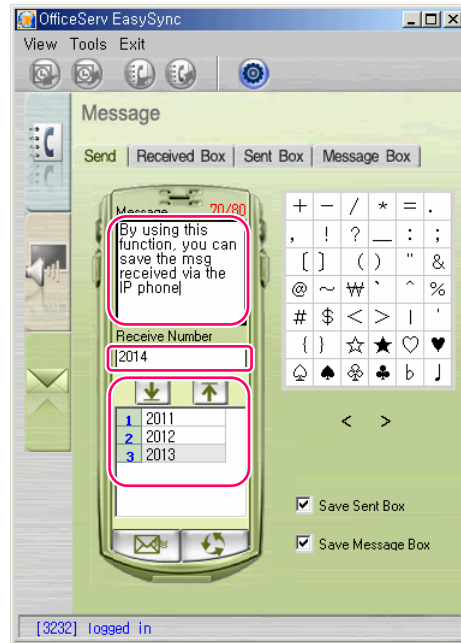 OfficeServ EasySync
View Tools Exit
Message
Send | Received Box | Sent Box | Message Box |
Message 70/80
By using this
function, you can
save the msg
received via the
IP phone
Receive Number
2014
1 2011
2 2012
3 2013
+ − / * = .
, ! ? _ : ;
[ ] ( ) " &
@ ~ ₩ ` ^ %
# $ < > | '
{ } ☆ ★ ♡ ♥
♤ ♠ ♧ ♣ ♭ ♩
< >
Save Sent Box
Save Message Box
[3232] logged in